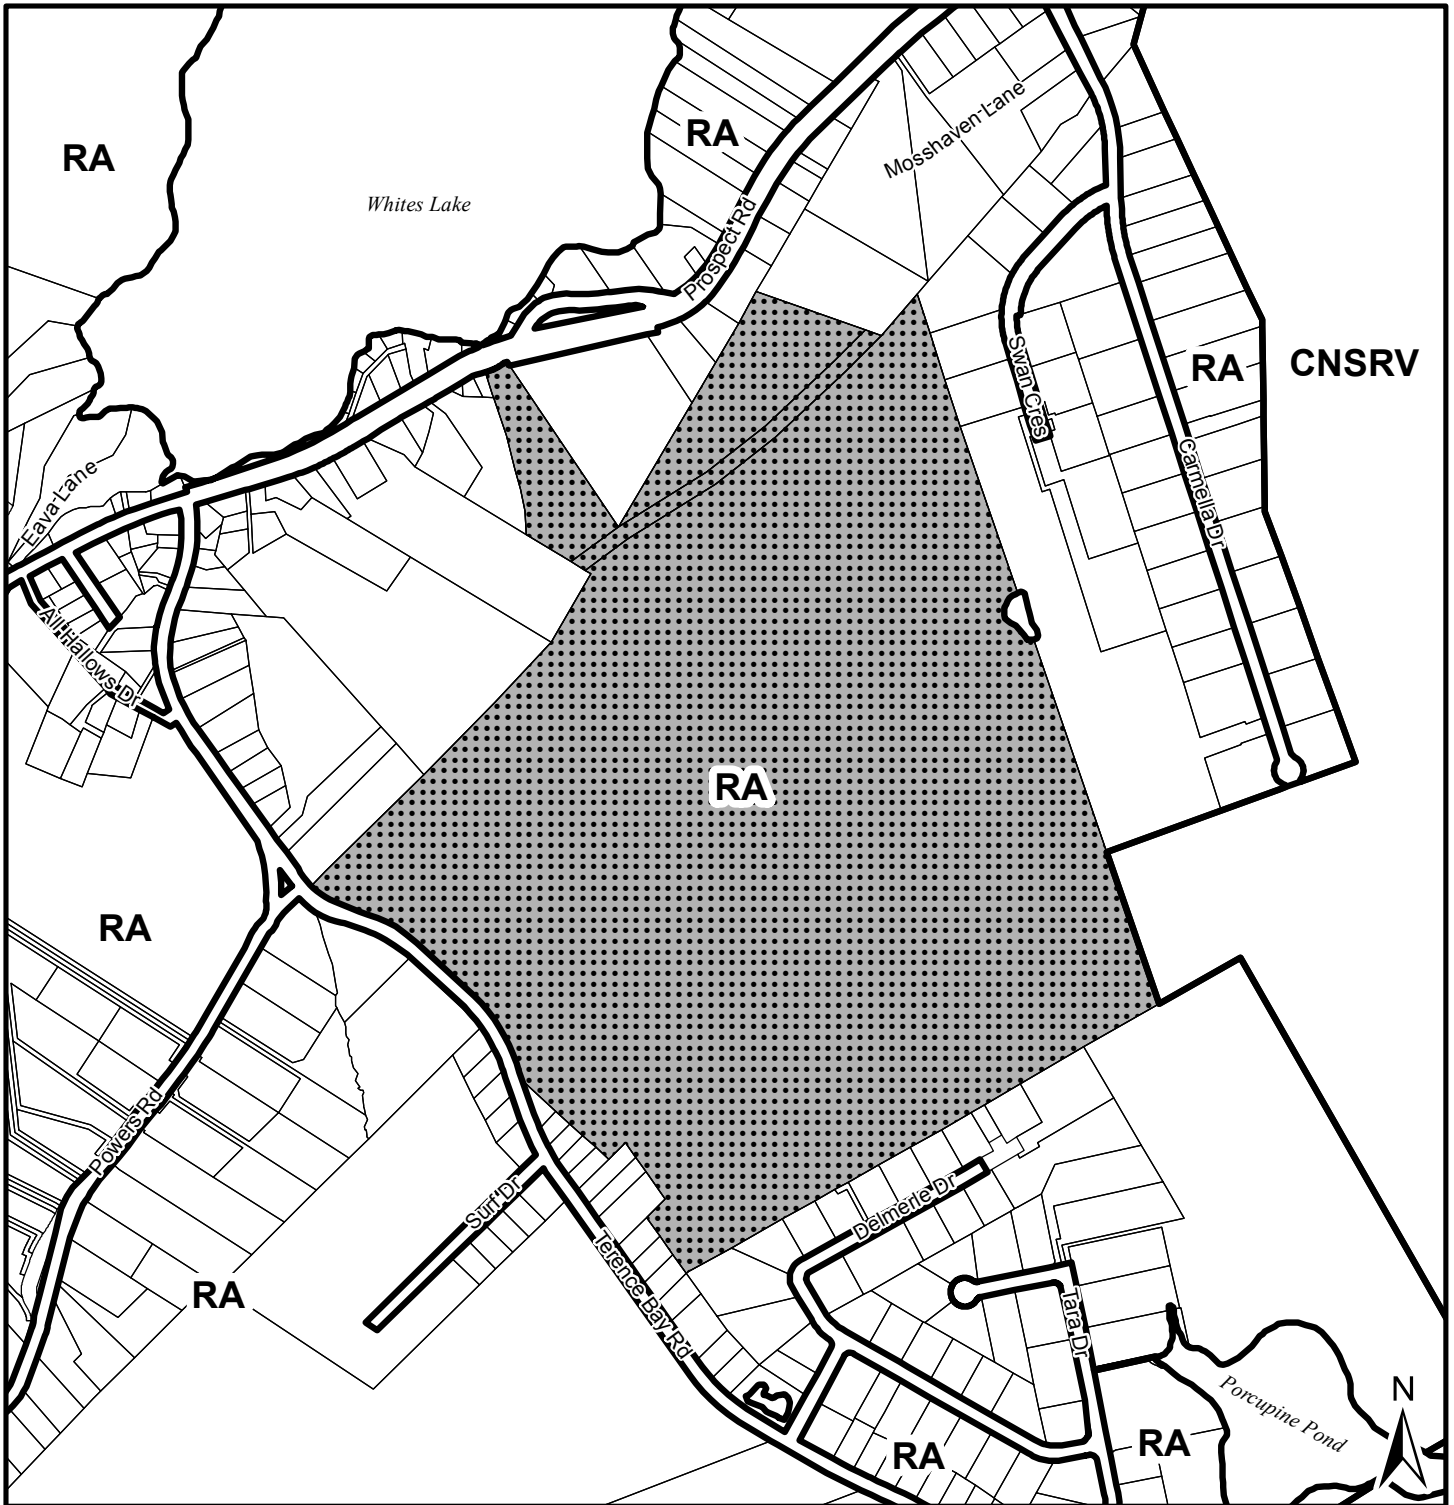 RA
RA
Mosshaven Lane
Whites Lake
Prospect Rd
Swan Cres
RA
CNSRV
Carmella Dr
Eava Lane
All Hallows Dr
RA
RA
Powers Rd
Surf Dr
Delmerle Dr
RA
Terence Bay Rd
Tara Dr
Porcupine Pond
N
RA
RA